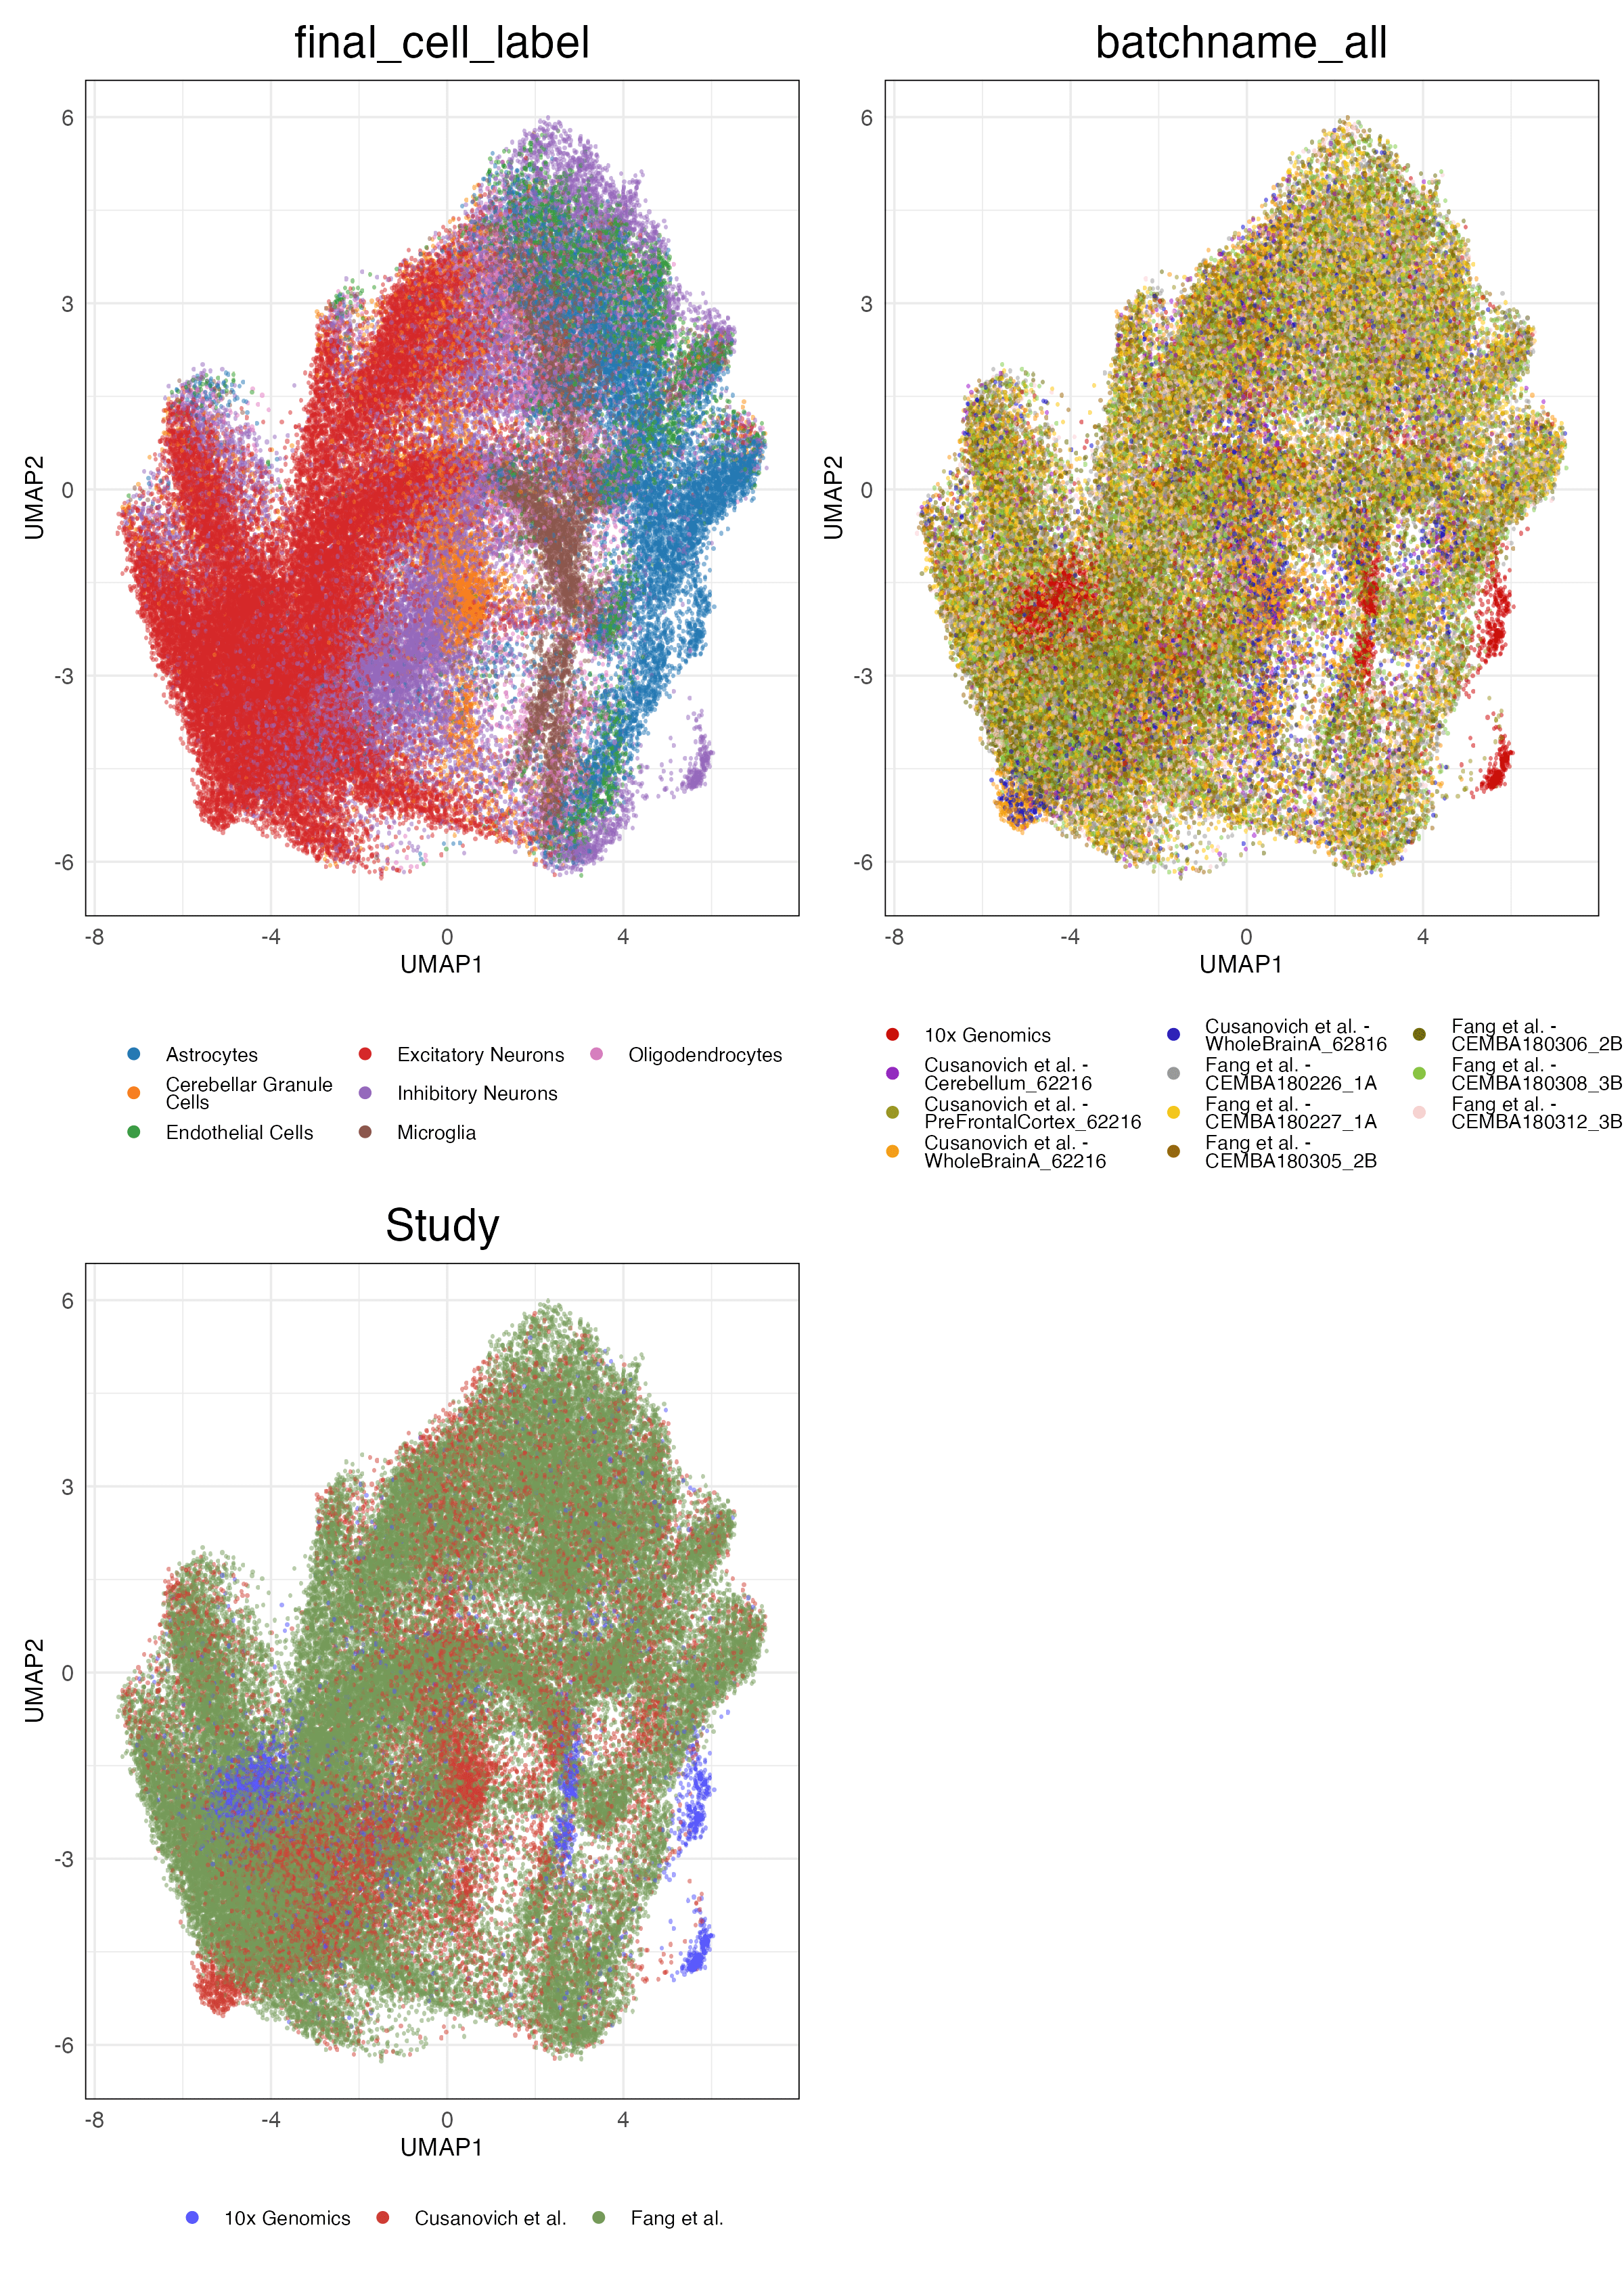 final_cell_label
batchname_all
6
3
0
-3
-6
UMAP2
-8
-4
0
4
UMAP1
6
3
0
-3
-6
UMAP2
-8
-4
0
4
UMAP1
Astrocytes
Cerebellar Granule
Cells
Endothelial Cells
Excitatory Neurons
Inhibitory Neurons
Microglia
Oligodendrocytes
10x Genomics
Cusanovich et al. -
Cerebellum_62216
Cusanovich et al. -
PreFrontalCortex_62216
Cusanovich et al. -
WholeBrainA_62216
Cusanovich et al. -
WholeBrainA_62816
Fang et al. -
CEMBA180226_1A
Fang et al. -
CEMBA180227_1A
Fang et al. -
CEMBA180305_2B
Fang et al. -
CEMBA180306_2B
Fang et al. -
CEMBA180308_3B
Fang et al. -
CEMBA180312_3B
Study
6
3
0
-3
-6
UMAP2
-8
-4
0
4
UMAP1
10x Genomics
Cusanovich et al.
Fang et al.